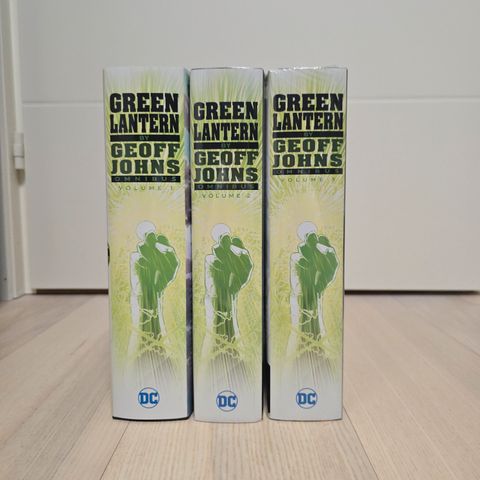 GREEN
LANTERN
BY
GEOFF
JOHNS
OMNIBUS
VOLUME 1
DC
GREEN
LANTERN
BY
GEOFF
JOHNS
OMNIBUS
VOLUME 2
DC
GREEN
LANTERN
BY
GEOFF
JOHNS
OMNIBUS
VOLUME 3
DC